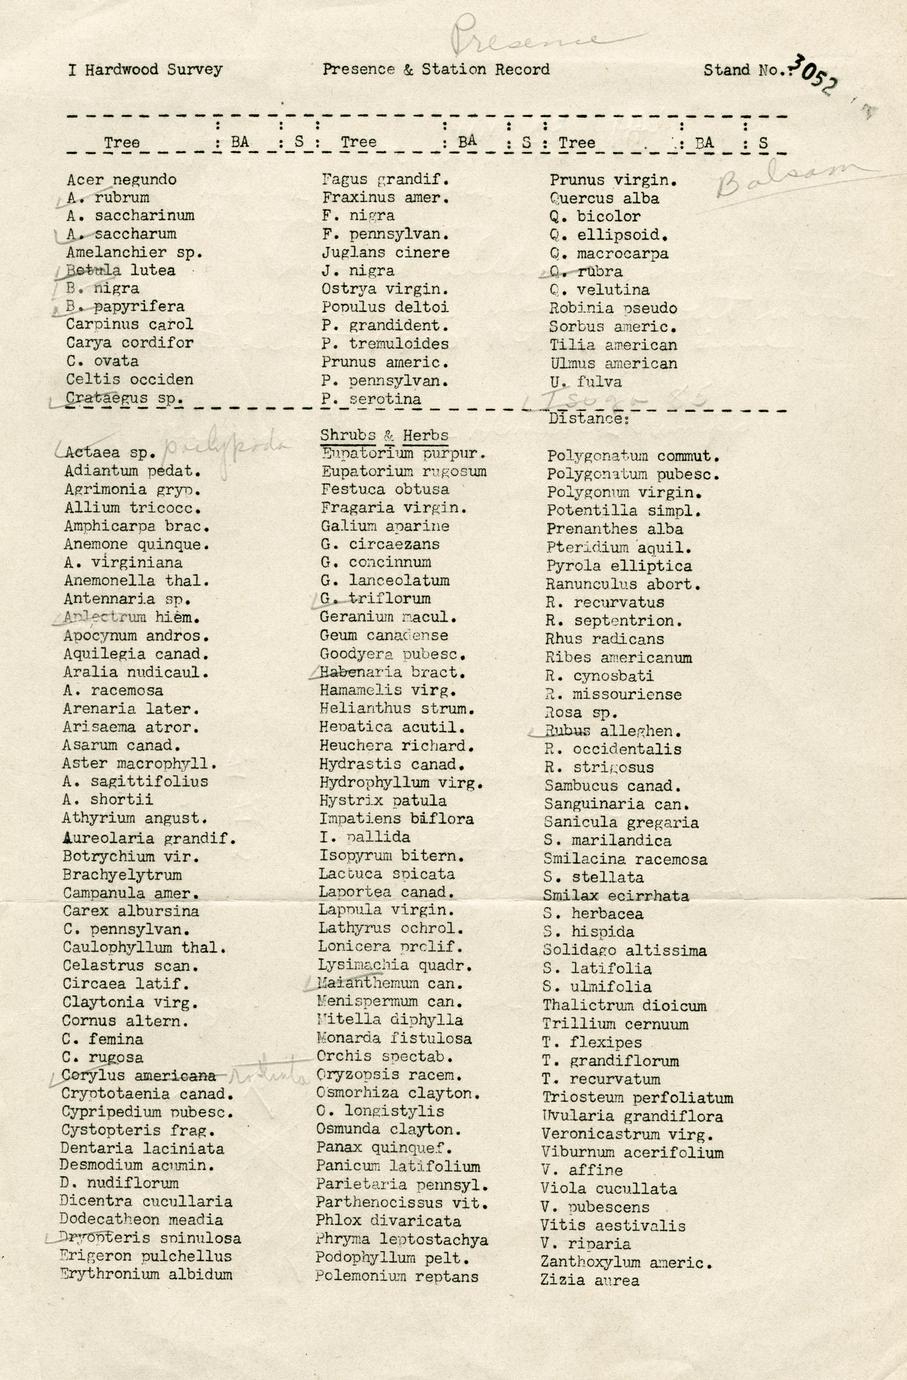 Presence
I Hardwood Survey Presence & Station Record Stand No.: 3052
Tree : BA : S : Tree : BA : S : Tree : BA : S
Balsam
Acer negundo
A. rubrum
A. saccharinum
A. saccharum
Amelanchier sp.
Betula lutea
B. nigra
B. papyrifera
Carpinus carol
Carya cordifor
C. ovata
Celtis occiden
Crataegus sp.
Fagus grandif.
Fraxinus amer.
F. nigra
F. pennsylvan.
Juglans cinere
J. nigra
Ostrya virgin.
Populus deltoi
P. grandident.
P. tremuloides
Prunus americ.
P. pennsylvan.
P. serotina
Prunus virgin.
Quercus alba
Q. bicolor
Q. ellipsoid.
Q. macrocarpa
Q. rubra
Q. velutina
Robinia pseudo
Sorbus americ.
Tilia american
Ulmus american
U. fulva
Tsuga
Distance:
Shrubs & Herbs
Actaea sp.
Adiantum pedat.
Agrimonia gryp.
Allium tricocc.
Amphicarpa brac.
Anemone quinque.
A. virginiana
Anemonella thal.
Antennaria sp.
Aplectrum hiem.
Apocynum andros.
Aquilegia canad.
Aralia nudicaul.
A. racemosa
Arenaria later.
Arisaema atror.
Asarum canad.
Aster macrophyll.
A. sagittifolius
A. shortii
Athyrium angust.
Aureolaria grandif.
Botrychium vir.
Brachyelytrum
Campanula amer.
Carex albursina
C. pennsylvan.
Caulophyllum thal.
Celastrus scan.
Circaea latif.
Claytonia virg.
Cornus altern.
C. femina
C. rugosa
Corylus americana
Cryptotaenia canad.
Cypripedium pubesc.
Cystopteris frag.
Dentaria laciniata
Desmodium acumin.
D. nudiflorum
Dicentra cucullaria
Dodecatheon meadia
Dryopteris spinulosa
Erigeron pulchellus
Erythronium albidum
Eupatorium purpur.
Eupatorium rugosum
Festuca obtusa
Fragaria virgin.
Galium aparine
G. circaezans
G. concinnum
G. lanceolatum
G. triflorum
Geranium macul.
Geum canadense
Goodyera pubesc.
Habenaria bract.
Hamamelis virg.
Helianthus strum.
Hepatica acutil.
Heuchera richard.
Hydrastis canad.
Hydrophyllum virg.
Hystrix patula
Impatiens biflora
I. pallida
Isopyrum bitern.
Lactuca spicata
Laportea canad.
Lappula virgin.
Lathyrus ochrol.
Lonicera prolif.
Lysimachia quadr.
Maianthemum can.
Menispermum can.
Mitella diphylla
Monarda fistulosa
Orchis spectab.
Oryzopsis racem.
Osmorhiza clayton.
O. longistylis
Osmunda clayton.
Panax quinquef.
Panicum latifolium
Parietaria pennsyl.
Parthenocissus vit.
Phlox divaricata
Phryma leptostachya
Podophyllum pelt.
Polemonium reptans
Polygonatum commut.
Polygonatum pubesc.
Polygonum virgin.
Potentilla simpl.
Prenanthes alba
Pteridium aquil.
Pyrola elliptica
Ranunculus abort.
R. recurvatus
R. septentrion.
Rhus radicans
Ribes americanum
R. cynosbati
R. missouriense
Rosa sp.
Rubus alleghen.
R. occidentalis
R. strigosus
Sambucus canad.
Sanguinaria can.
Sanicula gregaria
S. marilandica
Smilacina racemosa
S. stellata
Smilax ecirrhata
S. herbacea
S. hispida
Solidago altissima
S. latifolia
S. ulmifolia
Thalictrum dioicum
Trillium cernuum
T. flexipes
T. grandiflorum
T. recurvatum
Triosteum perfoliatum
Uvularia grandiflora
Veronicastrum virg.
Viburnum acerifolium
V. affine
Viola cucullata
V. pubescens
Vitis aestivalis
V. riparia
Zanthoxylum americ.
Zizia aurea